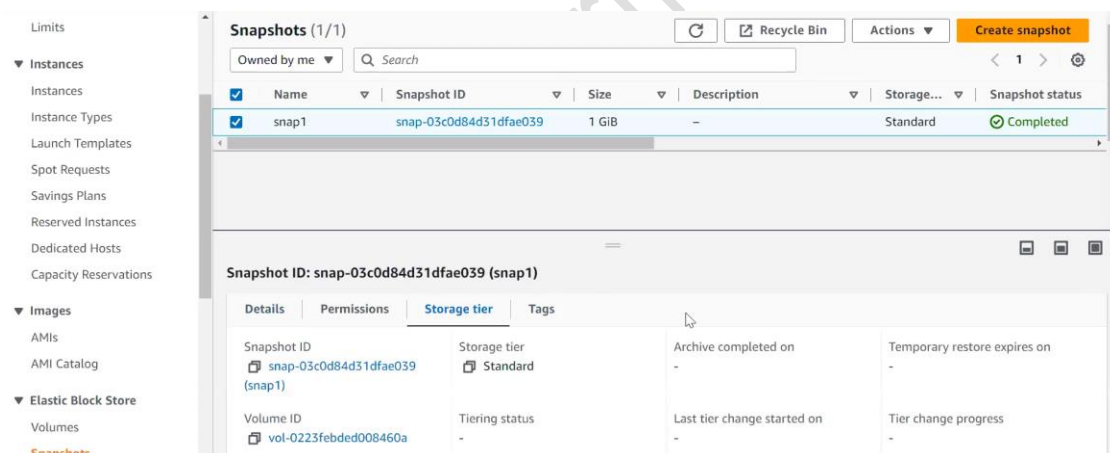 Limits
Instances
Instances
Instance Types
Launch Templates
Spot Requests
Savings Plans
Reserved Instances
Dedicated Hosts
Capacity Reservations
Images
AMIs
AMI Catalog
Elastic Block Store
Volumes
Snapshots
Snapshots (1/1)
Recycle Bin
Actions
Create snapshot
Owned by me
Search
1
Name Snapshot ID Size Description Storage... Snapshot status
snap1 snap-03c0d84d31dfae039 1 GiB – Standard Completed
Snapshot ID: snap-03c0d84d31dfae039 (snap1)
Details Permissions Storage tier Tags
Snapshot ID Storage tier Archive completed on Temporary restore expires on
snap-03c0d84d31dfae039 Standard - -
(snap1)
Volume ID Tiering status Last tier change started on Tier change progress
vol-0223febded008460a - - -